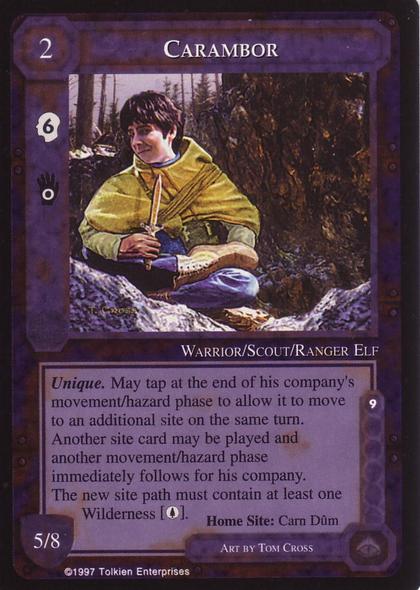 2
CARAMBOR
6
0
T. CROSS
WARRIOR/SCOUT/RANGER ELF
Unique. May tap at the end of his company's
movement/hazard phase to allow it to move
to an additional site on the same turn.
Another site card may be played and
another movement/hazard phase
immediately follows for his company.
The new site path must contain at least one
Wilderness [ ].
9
Home Site: Carn Dûm
5/8
ART BY TOM CROSS
©1997 Tolkien Enterprises